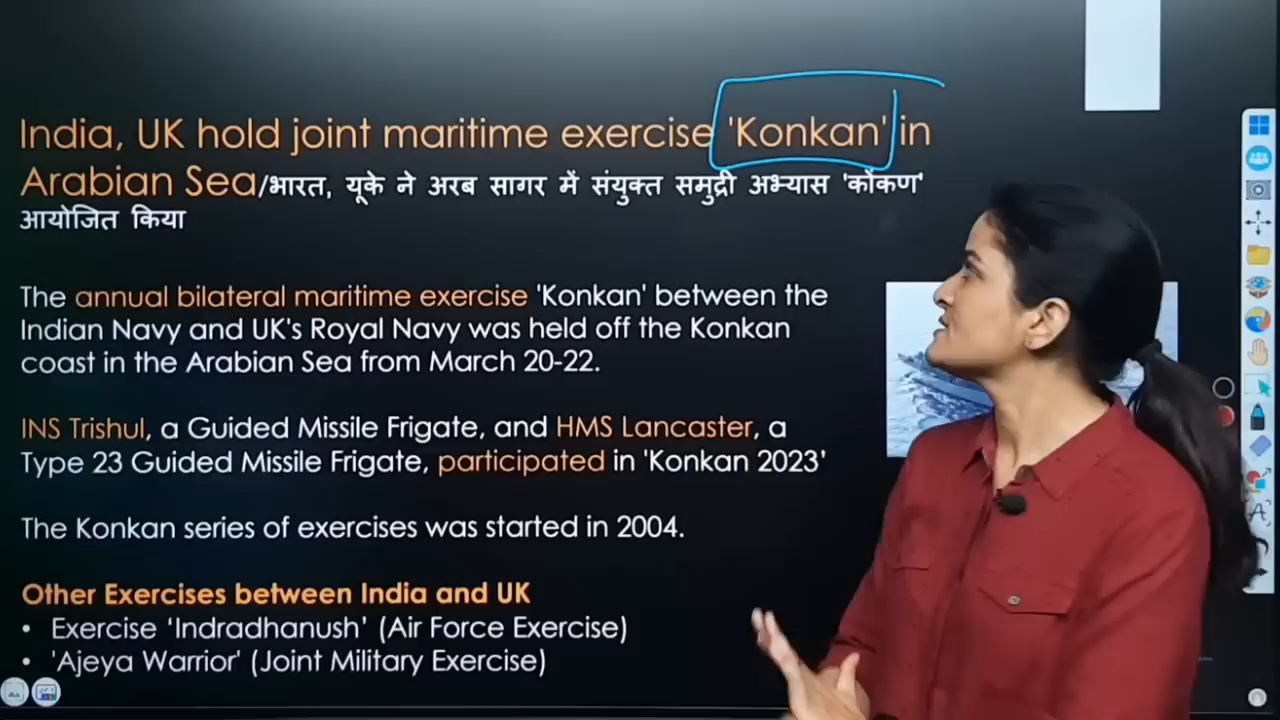 India, UK hold joint maritime exercise 'Konkan' in
Arabian Sea/भारत, यूके ने अरब सागर में संयुक्त समुद्री अभ्यास 'कोंकण'
आयोजित किया
The annual bilateral maritime exercise 'Konkan' between the
Indian Navy and UK's Royal Navy was held off the Konkan
coast in the Arabian Sea from March 20-22.
INS Trishul, a Guided Missile Frigate, and HMS Lancaster, a
Type 23 Guided Missile Frigate, participated in 'Konkan 2023'
The Konkan series of exercises was started in 2004.
Other Exercises between India and UK
• Exercise ‘Indradhanush’ (Air Force Exercise)
• 'Ajeya Warrior' (Joint Military Exercise)